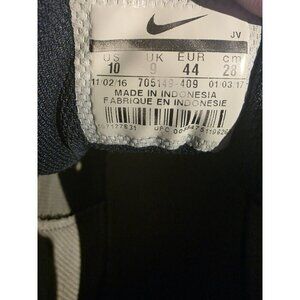 JV
US UK EUR cm
10 9 44 28
11/02/16 705149-409 01/03/17
MADE IN INDONESIA
FABRIQUE EN INDONESIE